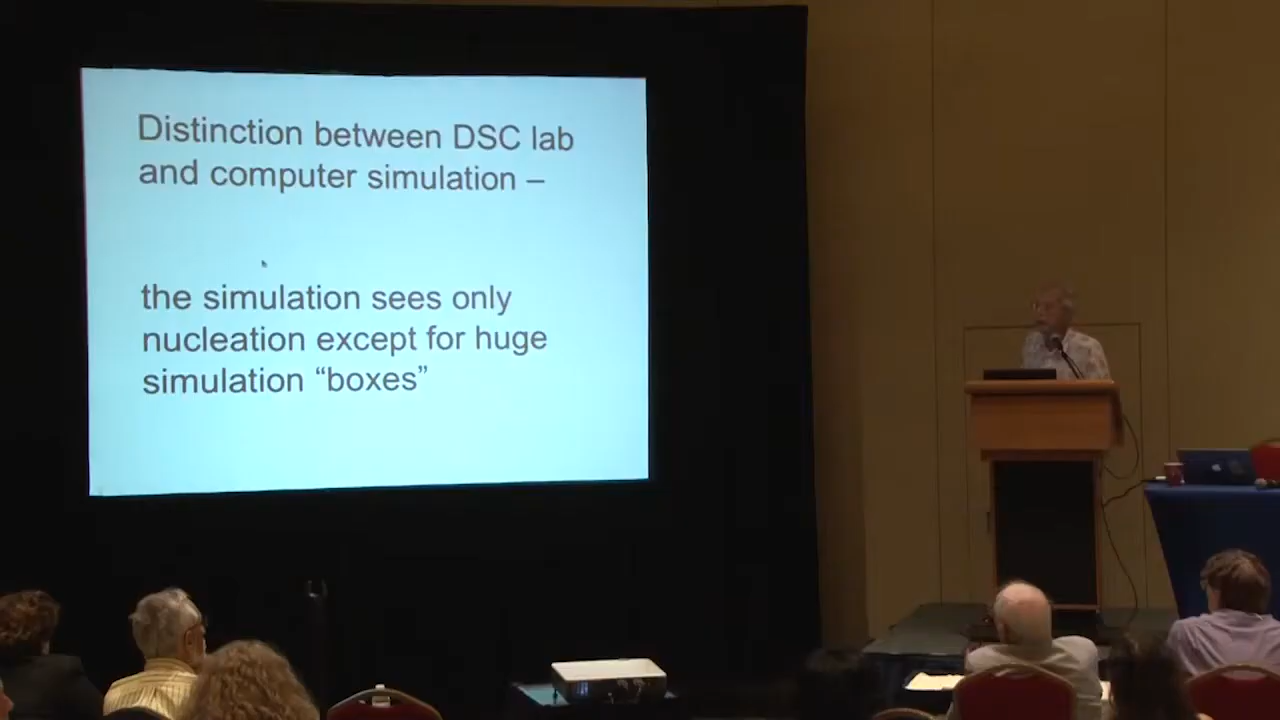 Distinction between DSC lab
and computer simulation –
the simulation sees only
nucleation except for huge
simulation “boxes”